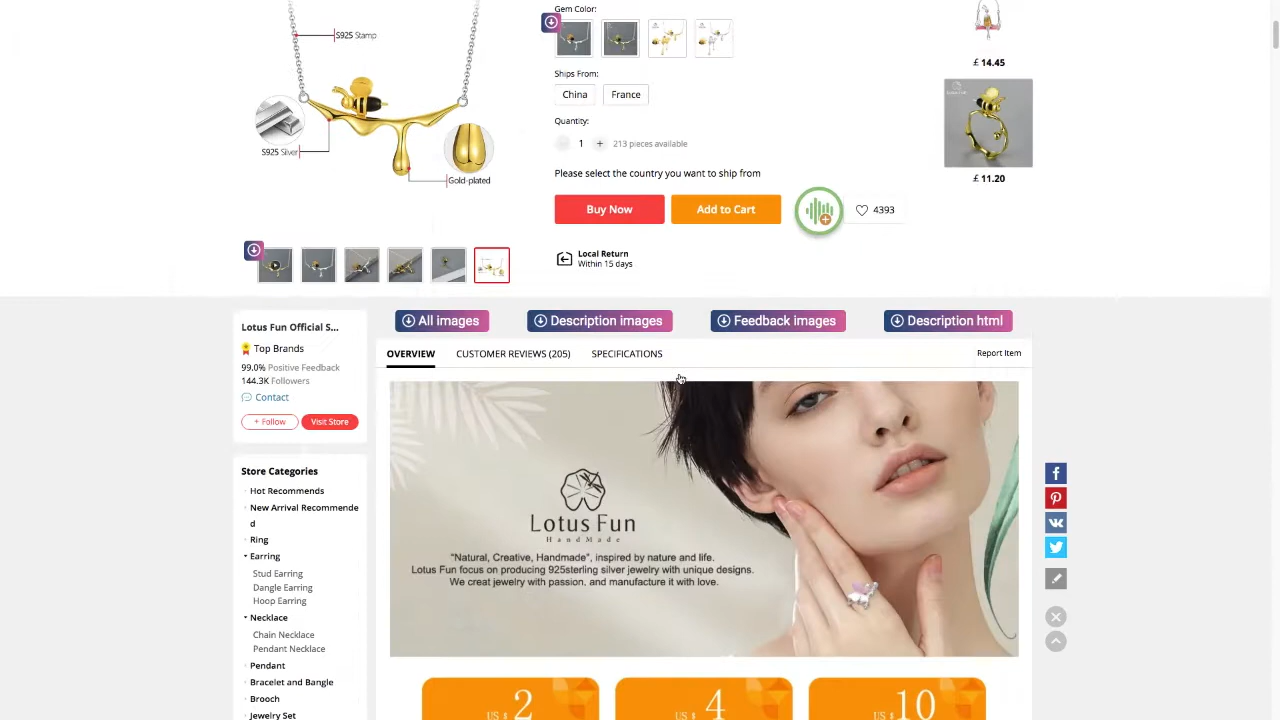 S925 Stamp
S925 Silver
Gold-plated
Gem Color:
Ships From:
China
France
Quantity:
1
+
213 pieces available
Please select the country you want to ship from
Buy Now
Add to Cart
4393
Local Return
Within 15 days
£ 14.45
£ 11.20
Lotus Fun Official S...
Top Brands
99.0% Positive Feedback
144.3K Followers
Contact
+ Follow
Visit Store
Store Categories
Hot Recommends
New Arrival Recommende
d
Ring
Earring
Stud Earring
Dangle Earring
Hoop Earring
Necklace
Chain Necklace
Pendant Necklace
Pendant
Bracelet and Bangle
Brooch
Jewelry Set
All images
Description images
Feedback images
Description html
OVERVIEW
CUSTOMER REVIEWS (205)
SPECIFICATIONS
Report Item
Lotus Fun
HandMade
"Natural, Creative, Handmade", inspired by nature and life.
Lotus Fun focus on producing 925sterling silver jewelry with unique designs.
We creat jewelry with passion, and manufacture it with love.
US $ 2
US $ 4
US $ 10